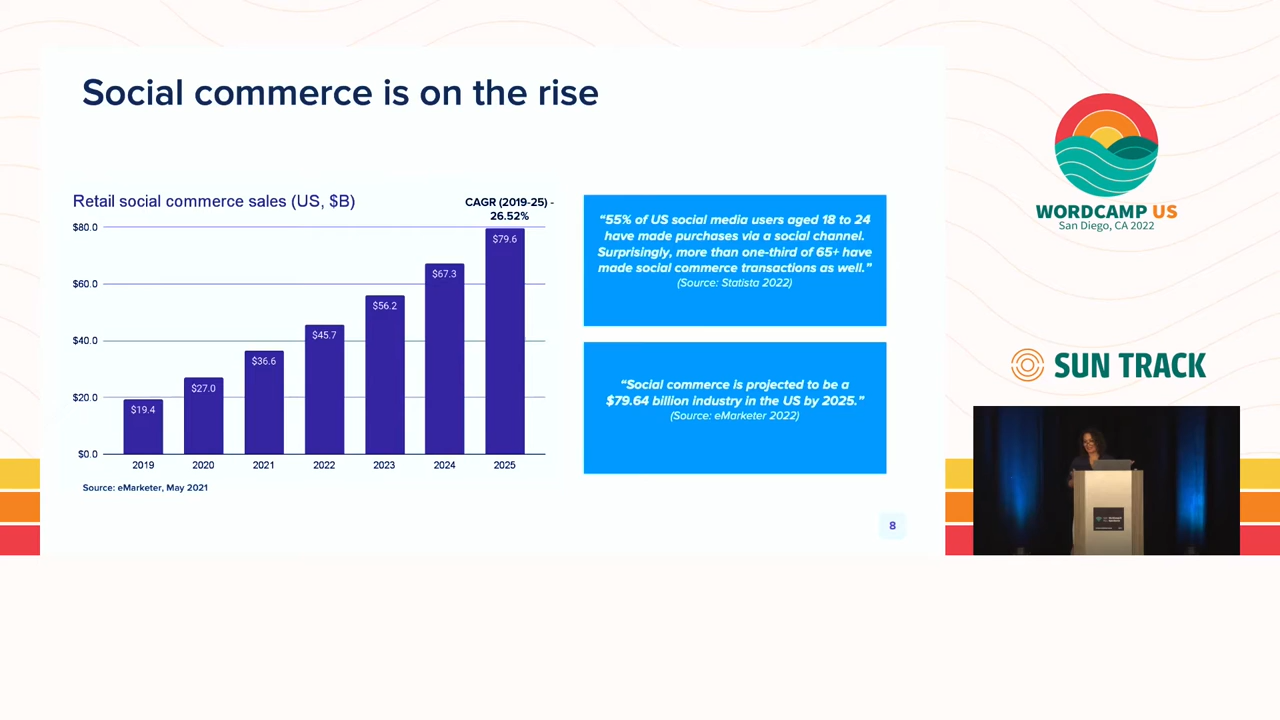 Social commerce is on the rise
Retail social commerce sales (US, $B)
CAGR (2019-25) -
26.52%
$80.0
$60.0
$40.0
$20.0
$0.0
$19.4
$27.0
$36.6
$45.7
$56.2
$67.3
$79.6
2019
2020
2021
2022
2023
2024
2025
Source: eMarketer, May 2021
“55% of US social media users aged 18 to 24
have made purchases via a social channel.
Surprisingly, more than one-third of 65+ have
made social commerce transactions as well.”
(Source: Statista 2022)
“Social commerce is projected to be a
$79.64 billion industry in the US by 2025.”
(Source: eMarketer 2022)
8
WORDCAMP US
San Diego, CA 2022
SUN TRACK